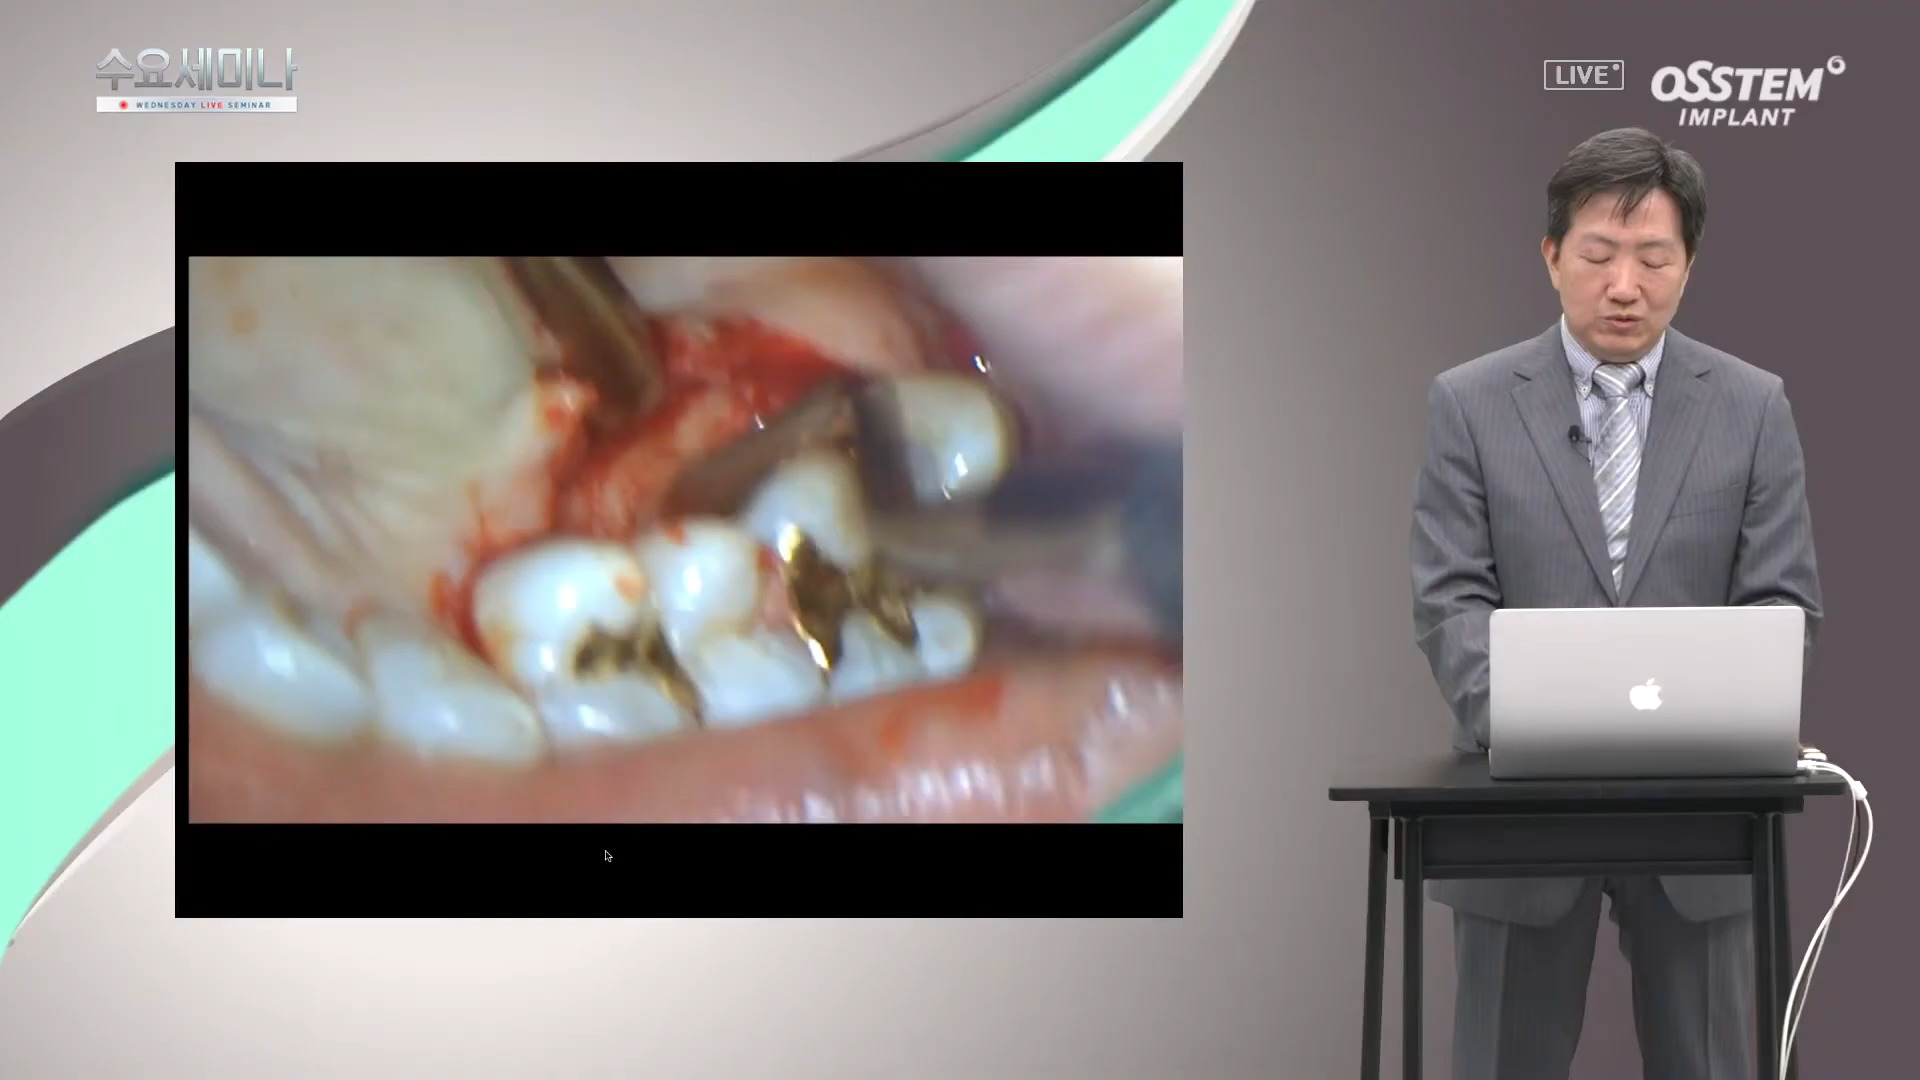 수요세미나
WEDNESDAY LIVE SEMINAR
LIVE
OSSTEM
IMPLANT